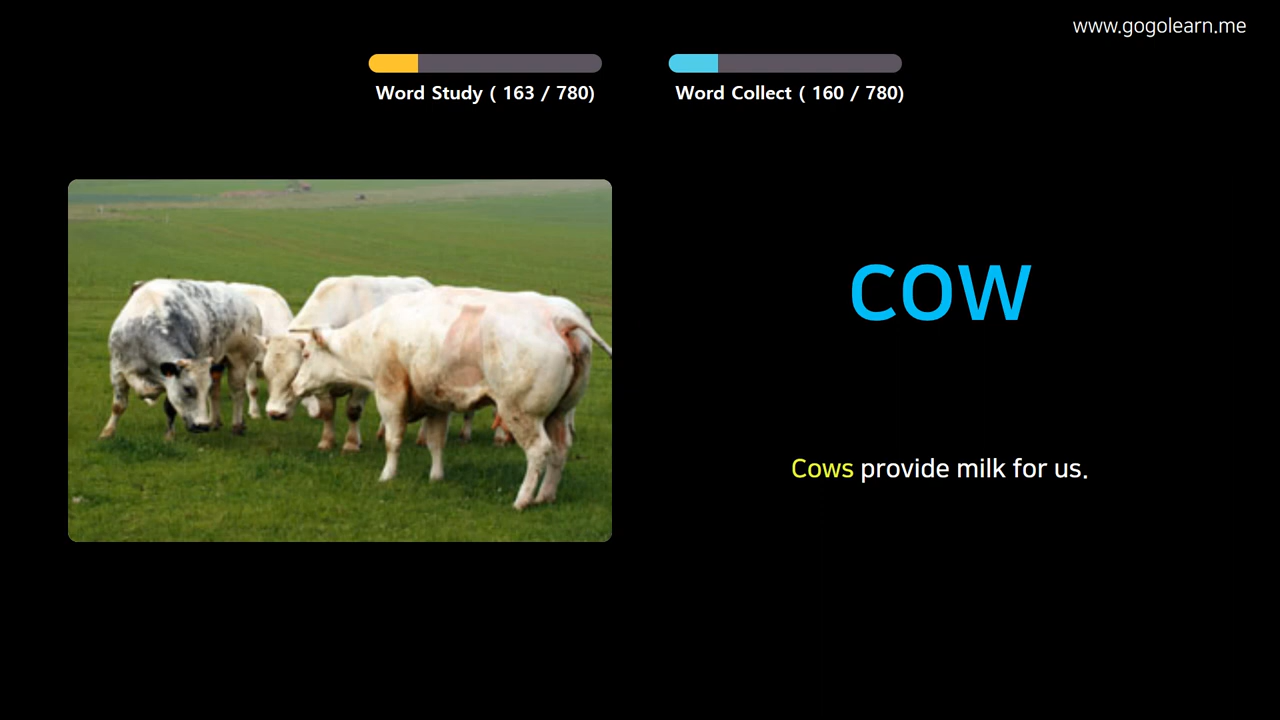 www.gogolearn.me
Word Study ( 163 / 780)
Word Collect ( 160 / 780)
cow
Cows provide milk for us.